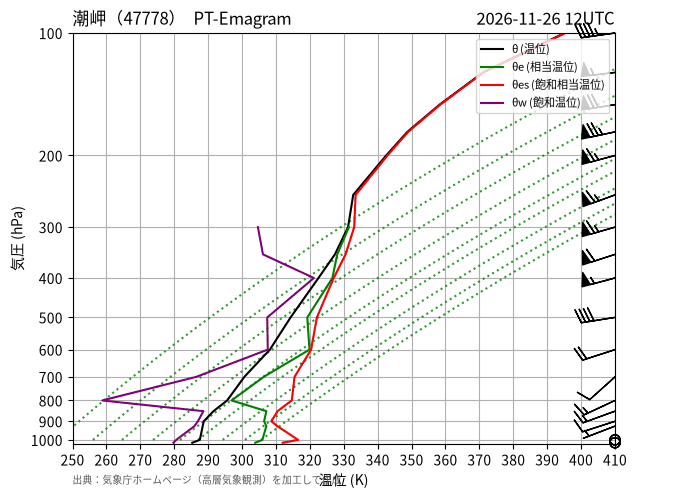 潮岬（47778） PT-Emagram
2026-11-26 12UTC
θ (温位)
θe (相当温位)
θes (飽和相当温位)
θw (飽和温位)
気圧 (hPa)
100
200
300
400
500
600
700
800
900
1000
250 260 270 280 290 300 310 320 330 340 350 360 370 380 390 400 410
温位 (K)
出典：気象庁ホームページ（高層気象観測）を加工して